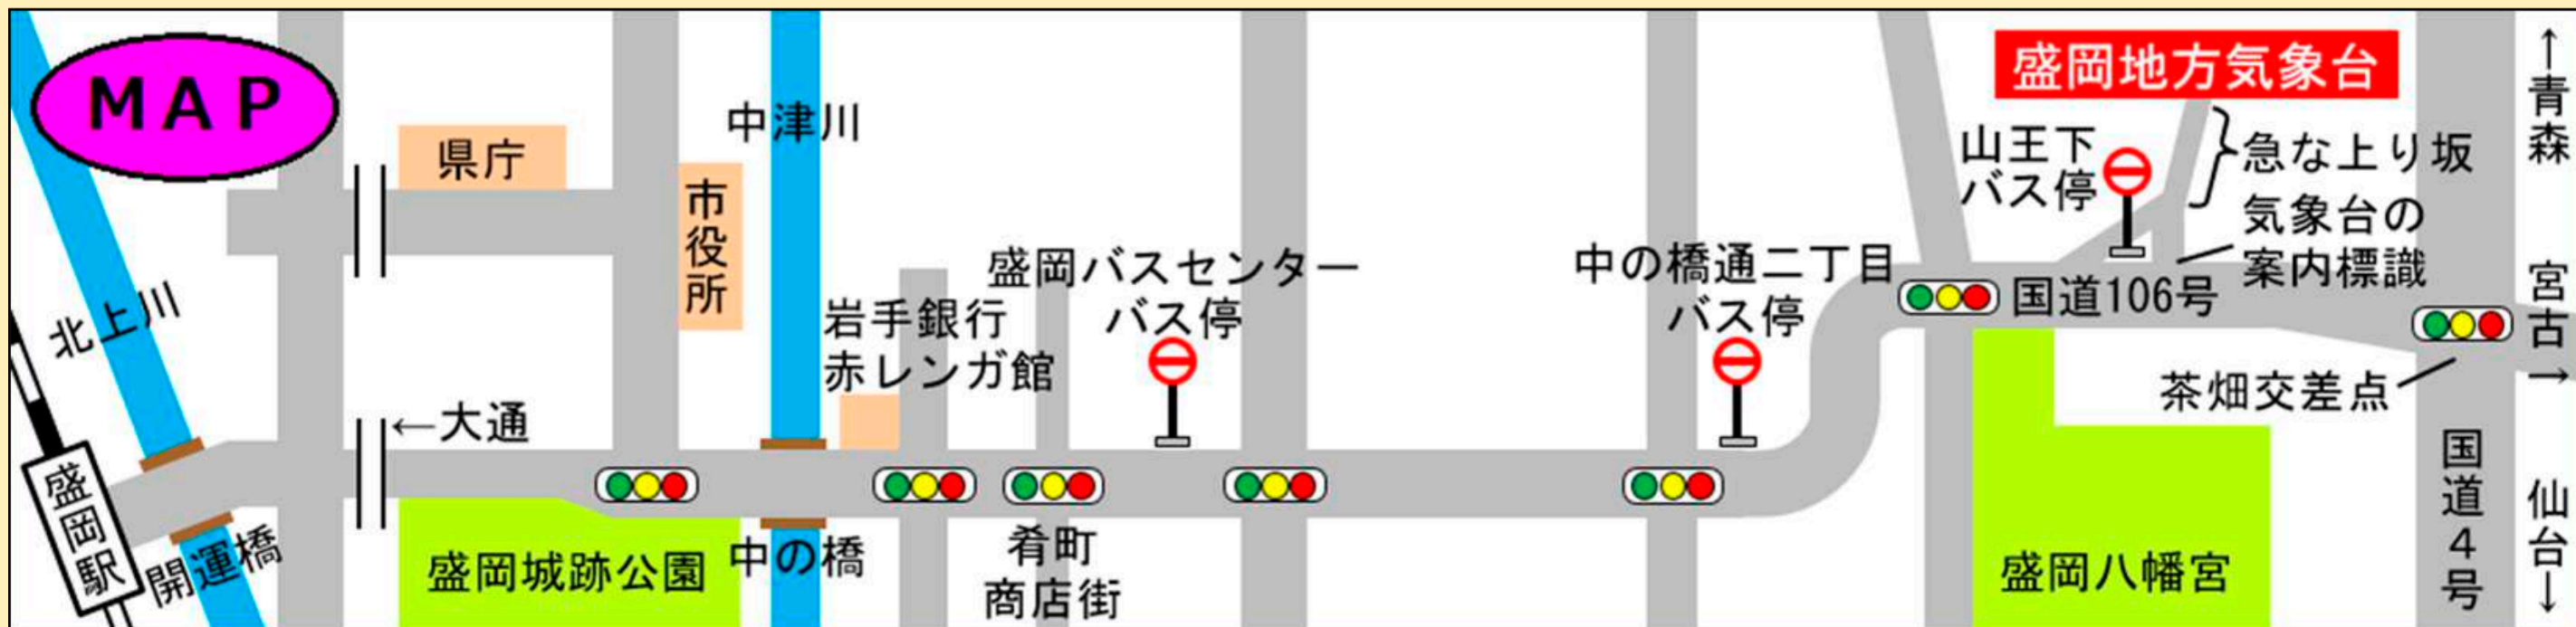 MAP
北上川
盛岡駅
開運橋
県庁
←大通
盛岡城跡公園
市役所
中津川
中の橋
岩手銀行
赤レンガ館
盛岡バスセンター
バス停
肴町
商店街
中の橋通二丁目
バス停
盛岡地方気象台
山王下
バス停
急な上り坂
気象台の
案内標識
国道106号
茶畑交差点
盛岡八幡宮
国道4号
↑青森
宮古→
仙台↓